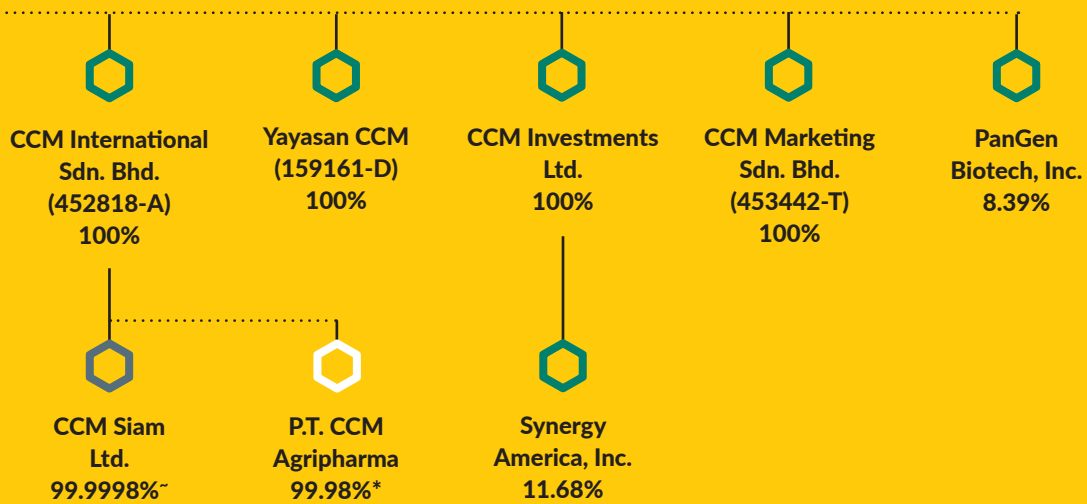 CCM International
Sdn. Bhd.
(452818-A)
100%
Yayasan CCM
(159161-D)
100%
CCM Investments
Ltd.
100%
CCM Marketing
Sdn. Bhd.
(453442-T)
100%
PanGen
Biotech, Inc.
8.39%
CCM Siam
Ltd.
99.9998%~
P.T. CCM
Agripharma
99.98%*
Synergy
America, Inc.
11.68%